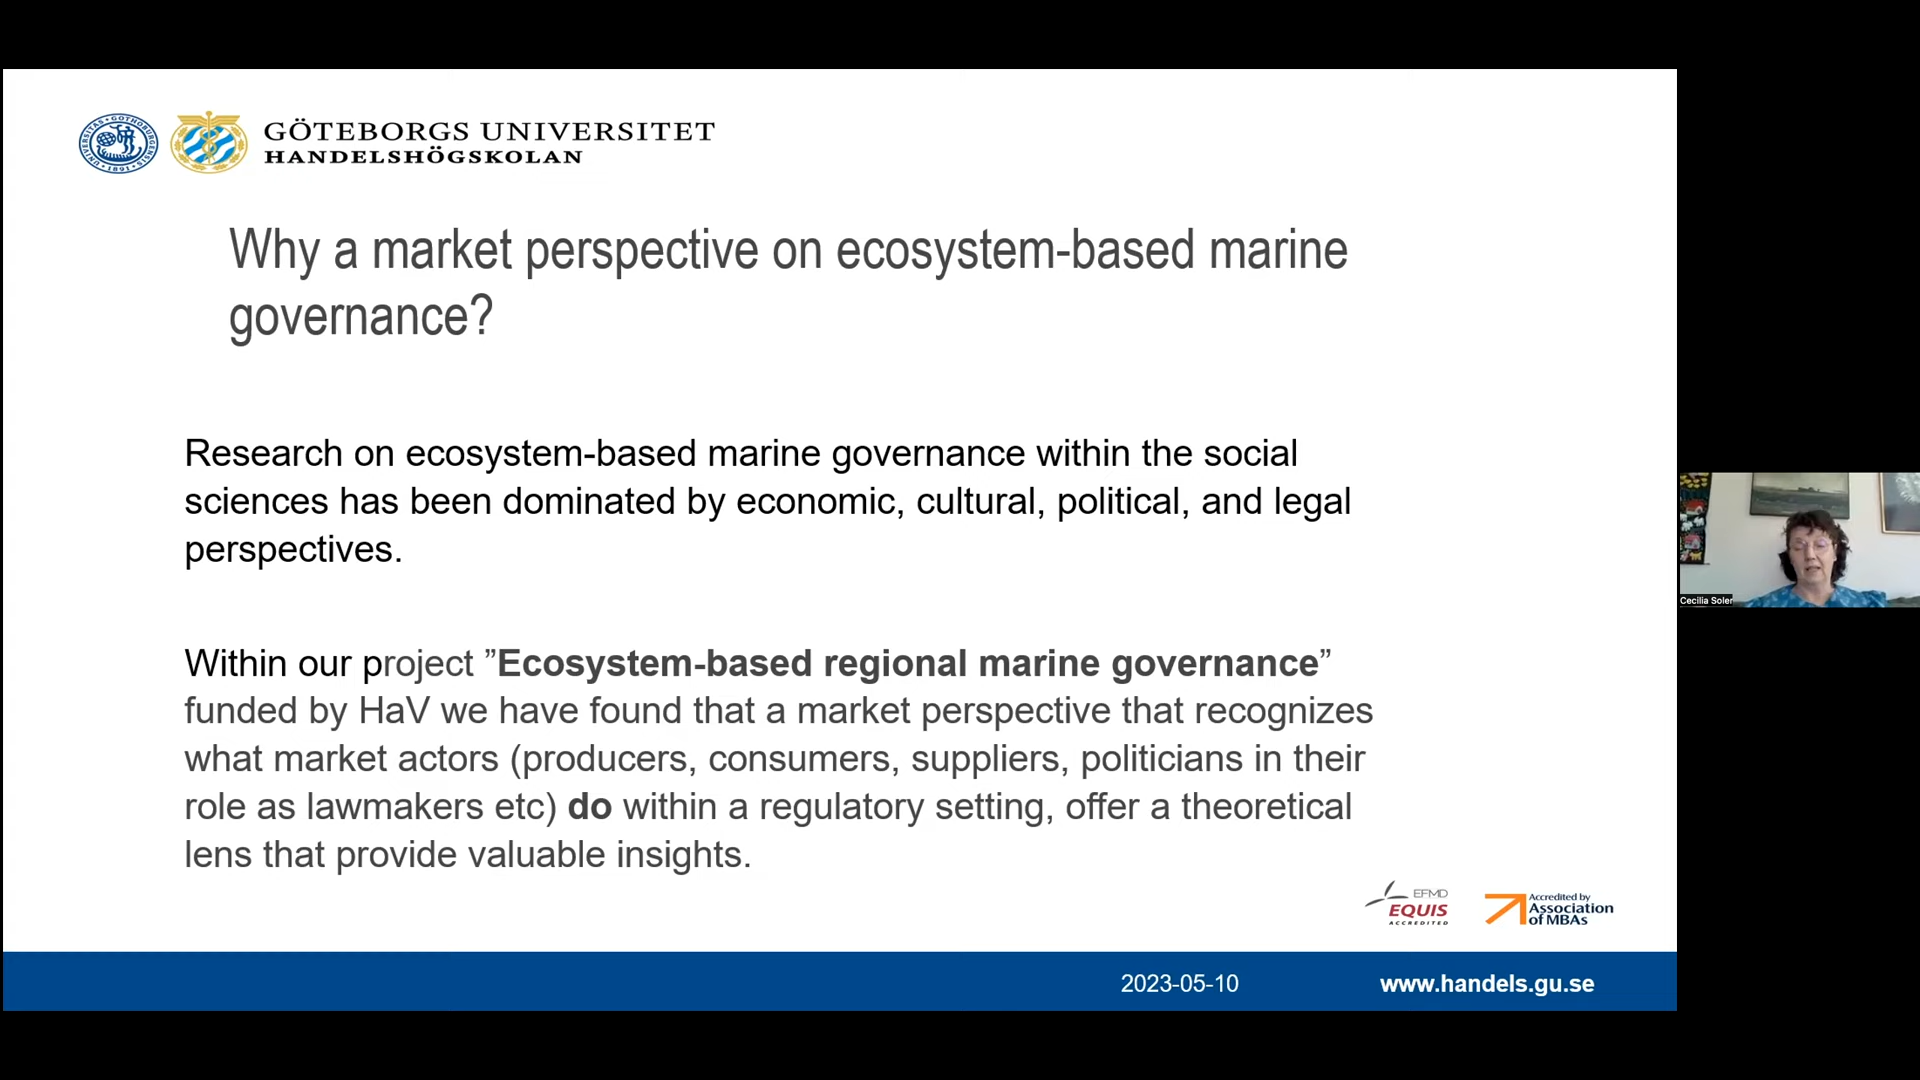 GÖTEBORGS UNIVERSITET
HANDELSHÖGSKOLAN
Why a market perspective on ecosystem-based marine
governance?
Research on ecosystem-based marine governance within the social
sciences has been dominated by economic, cultural, political, and legal
perspectives.
Within our project ”Ecosystem-based regional marine governance”
funded by HaV we have found that a market perspective that recognizes
what market actors (producers, consumers, suppliers, politicians in their
role as lawmakers etc) do within a regulatory setting, offer a theoretical
lens that provide valuable insights.
Cecilia Soler
EFMD
EQUIS
ACCREDITED
Accredited by
Association
of MBAs
2023-05-10
www.handels.gu.se